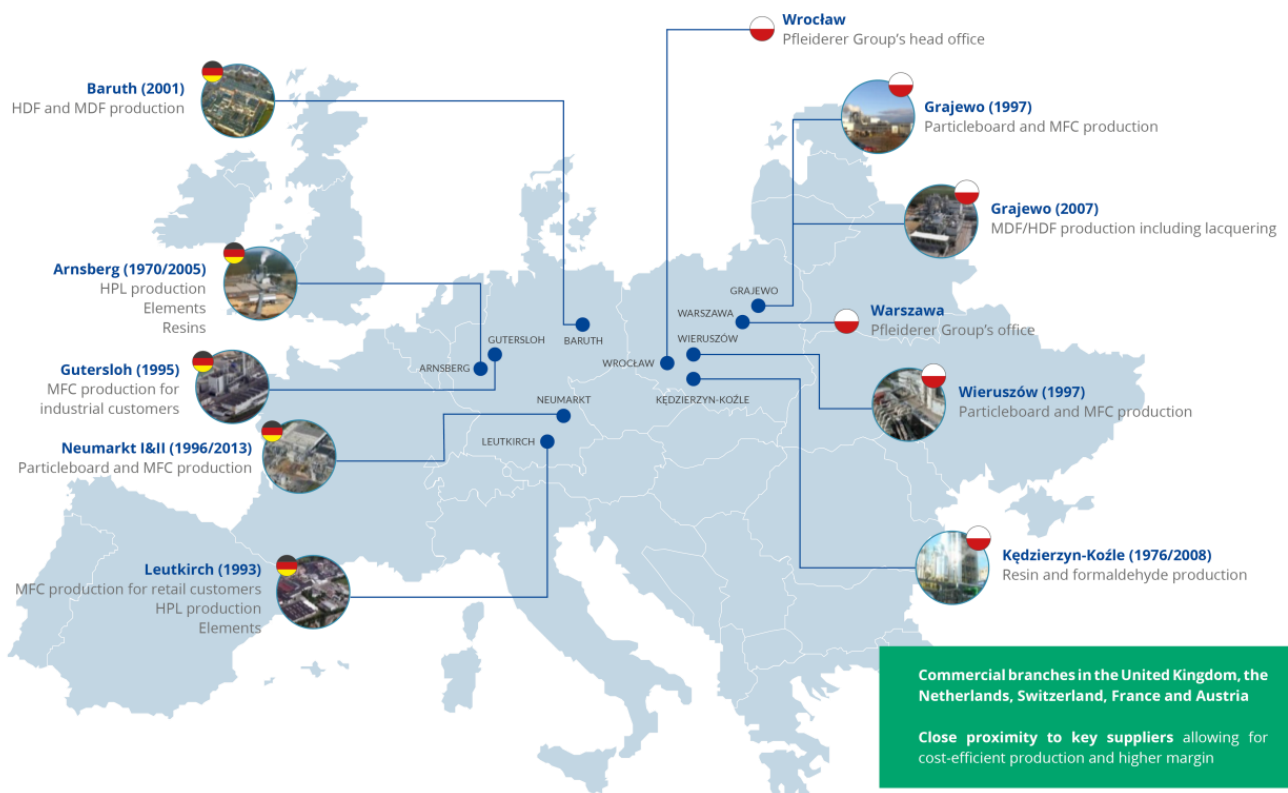 Wrocław
Pfleiderer Group's head office
Baruth (2001)
HDF and MDF production
Grajewo (1997)
Particleboard and MFC production
Grajewo (2007)
MDF/HDF production including lacquering
Arnsberg (1970/2005)
HPL production
Elements
Resins
GRAJEWO
WARSZAWA
Warszawa
Pfleiderer Group's office
GUTERSLOH
BARUTH
WIERUSZÓW
ARNSBERG
WROCŁAW
Gutersloh (1995)
MFC production for
industrial customers
KĘDZIERZYN-KOŹLE
Wieruszów (1997)
Particleboard and MFC production
NEUMARKT
Neumarkt I&II (1996/2013)
Particleboard and MFC production
LEUTKIRCH
Kędzierzyn-Koźle (1976/2008)
Resin and formaldehyde production
Leutkirch (1993)
MFC production for retail customers
HPL production
Elements
Commercial branches in the United Kingdom, the
Netherlands, Switzerland, France and Austria
Close proximity to key suppliers allowing for
cost-efficient production and higher margin